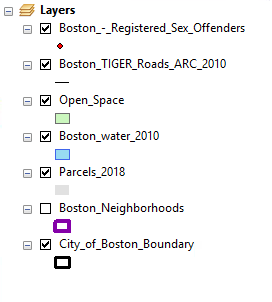 Layers
Boston_-_Registered_Sex_Offenders
Boston_TIGER_Roads_ARC_2010
Open_Space
Boston_water_2010
Parcels_2018
Boston_Neighborhoods
City_of_Boston_Boundary